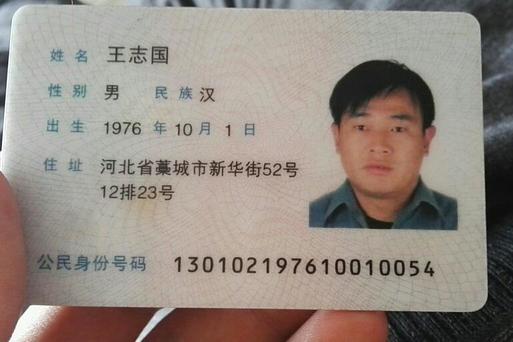 姓名 王志国
性别 男 民族 汉
出生 1976 年 10 月 1 日
住址 河北省藁城市新华街52号
12排23号
公民身份号码 130102197610010054